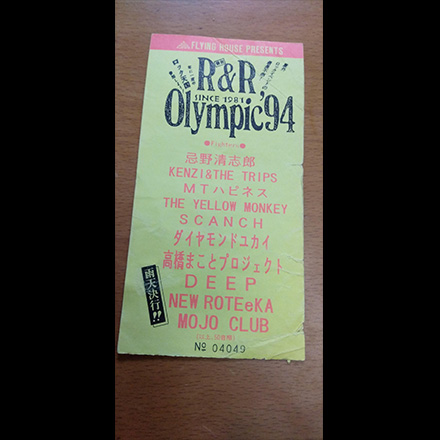 FLYING HOUSE PRESENTS
R&R
SINCE 1981
Olympic'94
忌野清志郎
KENZI&THE TRIPS
MTハピネス
THE YELLOW MONKEY
SCANCH
ダイヤモンドユカイ
高橋まことプロジェクト
DEEP
NEW ROTEeKA
MOJO CLUB
雨天決行!!
№ 04049